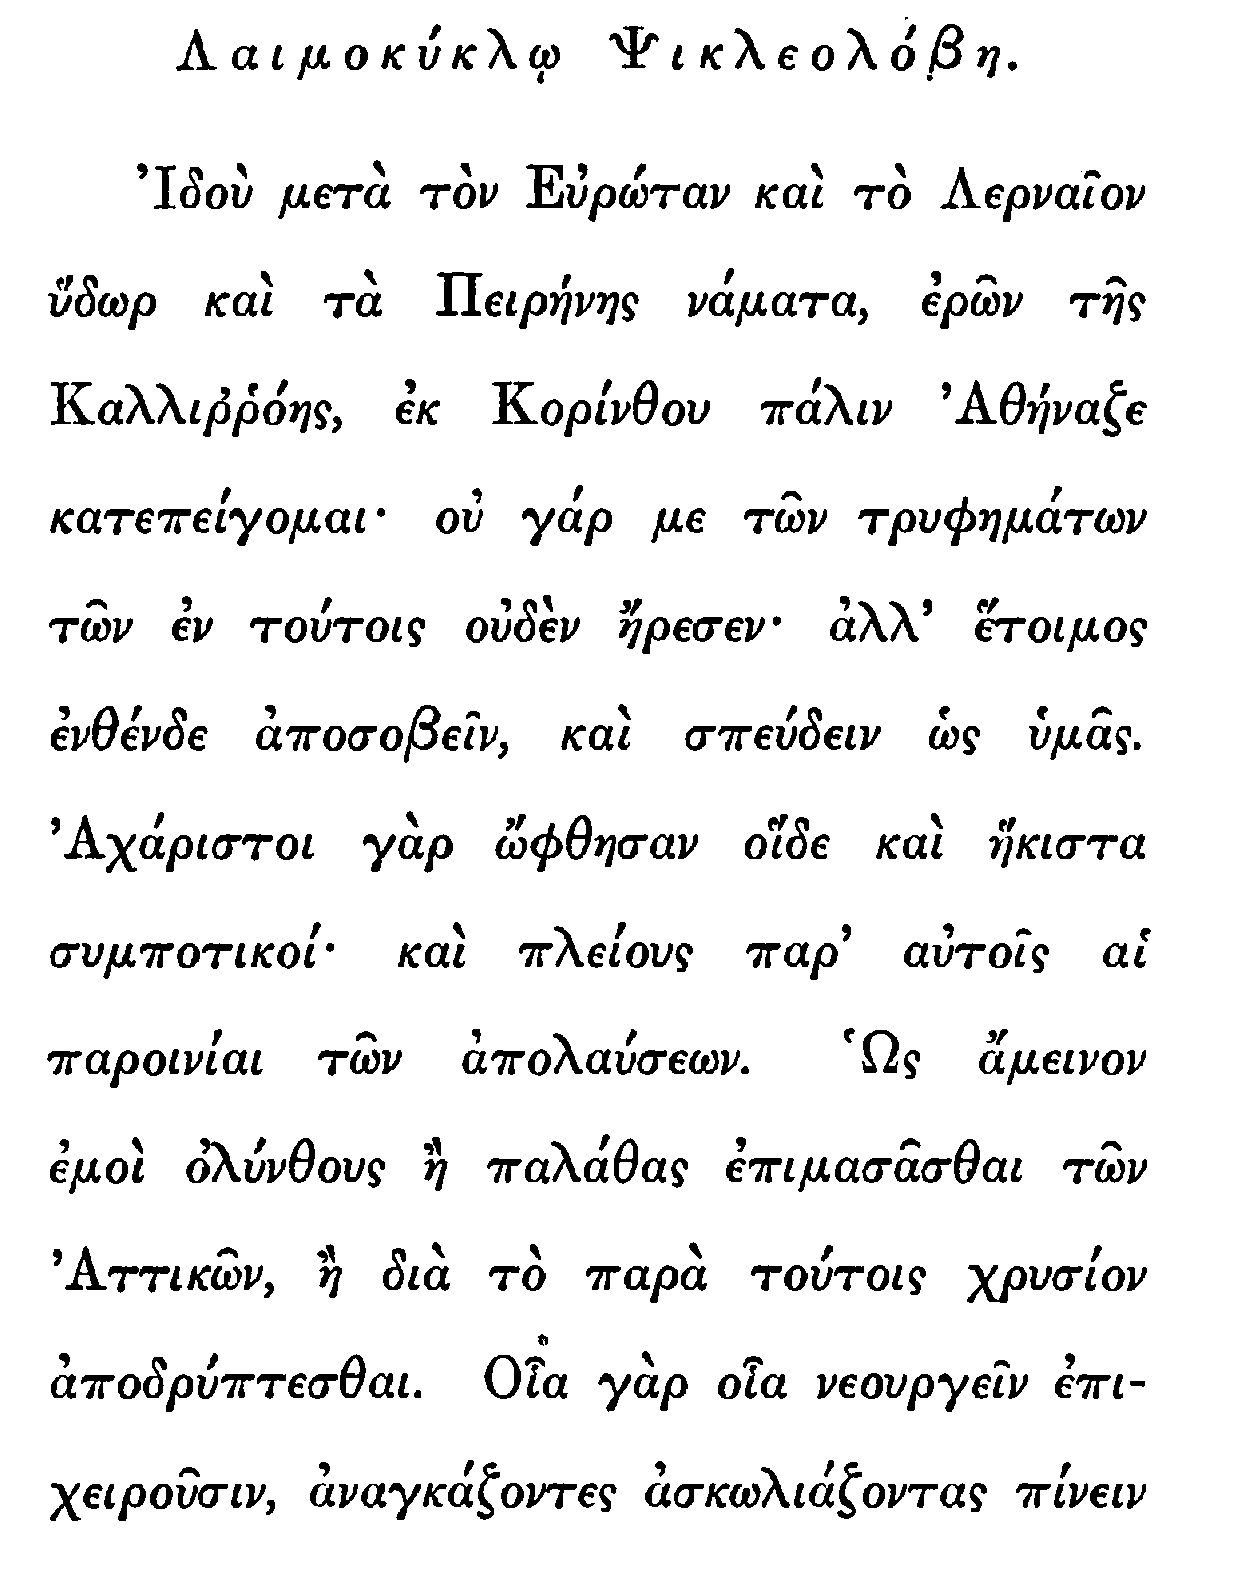 Λαιμοκύκλῳ Ψικλεολόβῃ.
Ἰδοὺ μετὰ τὸν Εὐρώταν καὶ τὸ Λερναῖον
ὕδωρ καὶ τὰ Πειρήνης νάματα, ἐρῶν τῆς
Καλλιῤῥόης, ἐκ Κορίνθου πάλιν Ἀθήναζε
κατεπείγομαι· οὐ γάρ με τῶν τρυφημάτων
τῶν ἐν τούτοις οὐδὲν ἤρεσεν· ἀλλ’ ἕτοιμος
ἐνθένδε ἀποσοβεῖν, καὶ σπεύδειν ὡς ὑμᾶς.
Ἀχάριστοι γὰρ ὤφθησαν οἵδε καὶ ἥκιστα
συμποτικοί· καὶ πλείους παρ’ αὐτοῖς αἱ
παροινίαι τῶν ἀπολαύσεων. Ὡς ἄμεινον
ἐμοὶ ὀλύνθους ἢ παλάθας ἐπιμασᾶσθαι τῶν
Ἀττικῶν, ἢ διὰ τὸ παρὰ τούτοις χρυσίον
ἀποδρύπτεσθαι. Οἷα γὰρ οἷα νεουργεῖν ἐπι-
χειροῦσιν, ἀναγκάζοντες ἀσκωλιάζοντας πίνειν